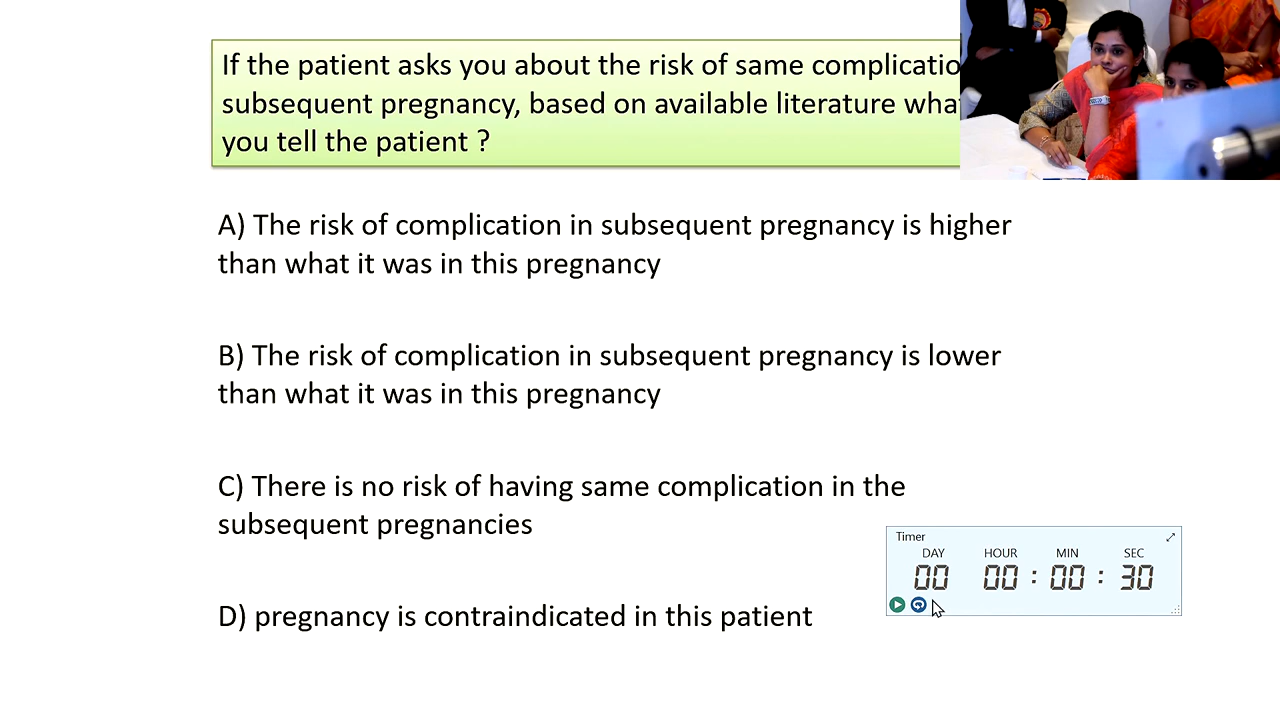 If the patient asks you about the risk of same complicatio
subsequent pregnancy, based on available literature wha
you tell the patient ?
A) The risk of complication in subsequent pregnancy is higher
than what it was in this pregnancy
B) The risk of complication in subsequent pregnancy is lower
than what it was in this pregnancy
C) There is no risk of having same complication in the
subsequent pregnancies
Timer
DAY HOUR MIN SEC
00 00 : 00 : 30
D) pregnancy is contraindicated in this patient